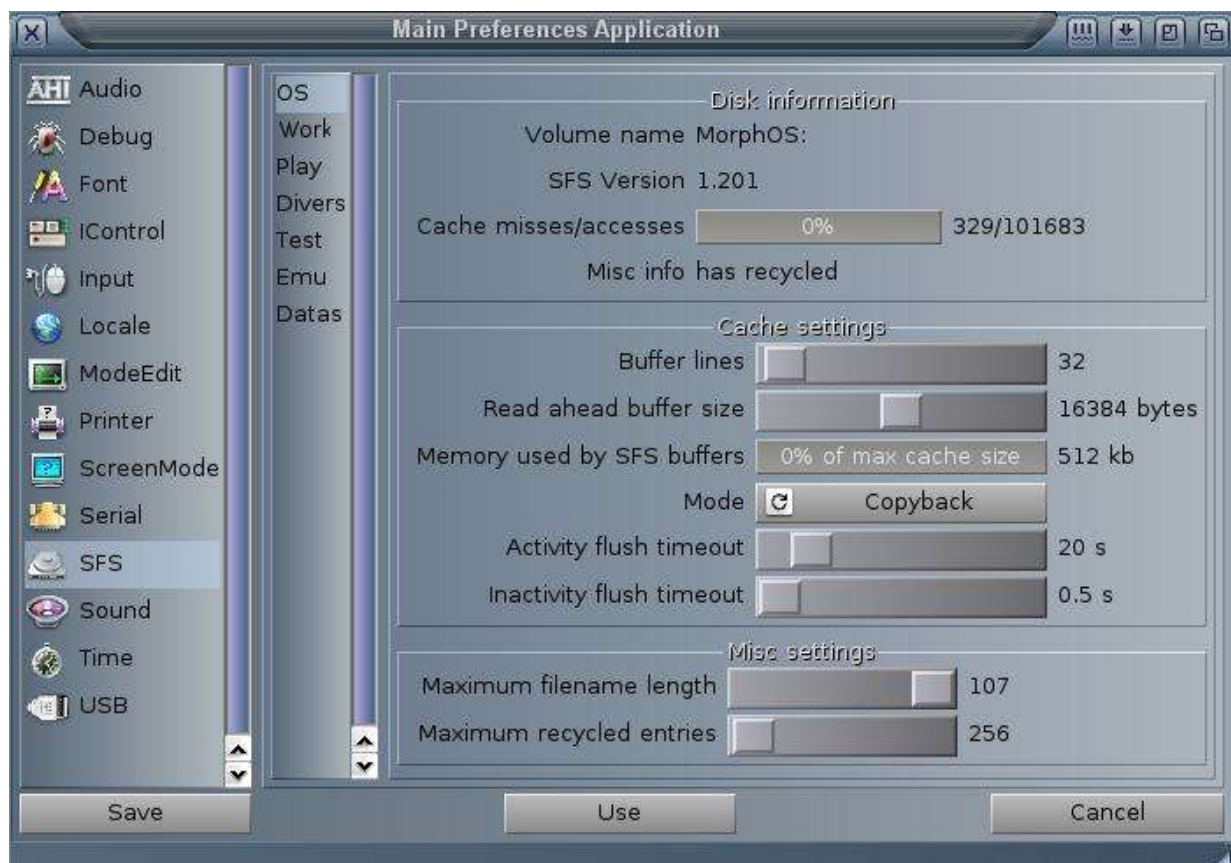 Main Preferences Application
AHI Audio
Debug
Font
IControl
Input
Locale
ModeEdit
Printer
ScreenMode
Serial
SFS
Sound
Time
USB
OS
Work
Play
Divers
Test
Emu
Datas
Disk information
Volume name MorphOS:
SFS Version 1.201
Cache misses/accesses 0% 329/101683
Misc info has recycled
Cache settings
Buffer lines 32
Read ahead buffer size 16384 bytes
Memory used by SFS buffers 0% of max cache size 512 kb
Mode Copyback
Activity flush timeout 20 s
Inactivity flush timeout 0.5 s
Misc settings
Maximum filename length 107
Maximum recycled entries 256
Save Use Cancel